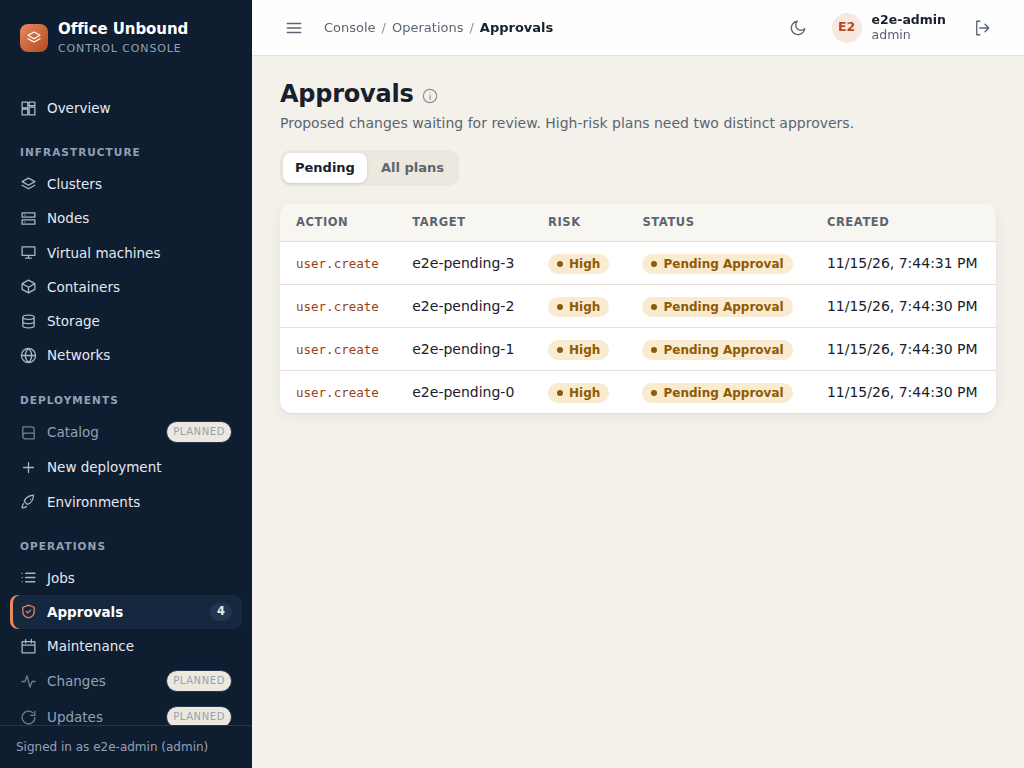 Office Unbound
CONTROL CONSOLE
Overview
INFRASTRUCTURE
Clusters
Nodes
Virtual machines
Containers
Storage
Networks
DEPLOYMENTS
Catalog PLANNED
New deployment
Environments
OPERATIONS
Jobs
Approvals 4
Maintenance
Changes PLANNED
Updates PLANNED
Signed in as e2e-admin (admin)
Console / Operations / Approvals
E2 e2e-admin
admin
Approvals
Proposed changes waiting for review. High-risk plans need two distinct approvers.
Pending All plans
ACTION TARGET RISK STATUS CREATED
user.create e2e-pending-3 High Pending Approval 11/15/26, 7:44:31 PM
user.create e2e-pending-2 High Pending Approval 11/15/26, 7:44:30 PM
user.create e2e-pending-1 High Pending Approval 11/15/26, 7:44:30 PM
user.create e2e-pending-0 High Pending Approval 11/15/26, 7:44:30 PM